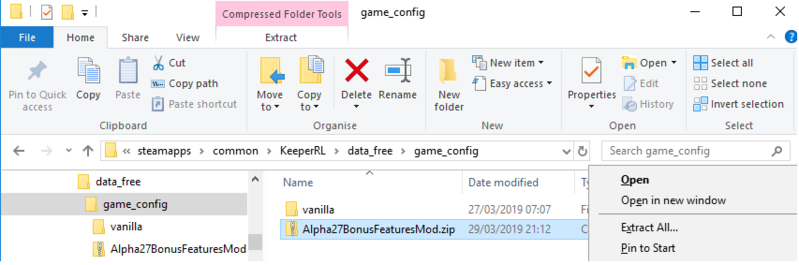 Compressed Folder Tools game_config
File Home Share View Extract
Pin to Quick access
Copy
Paste
Cut
Copy path
Paste shortcut
Clipboard
Move to
Copy to
Delete
Rename
Organise
New folder
New item
Easy access
New
Properties
Open
Edit
History
Open
Select all
Select none
Invert selection
Select
« steamapps › common › KeeperRL › data_free › game_config
Search game_config
data_free
game_config
vanilla
Alpha27BonusFeaturesMod
Name Date modified
vanilla 27/03/2019 07:07
Alpha27BonusFeaturesMod.zip 29/03/2019 21:12
Open
Open in new window
Extract All...
Pin to Start